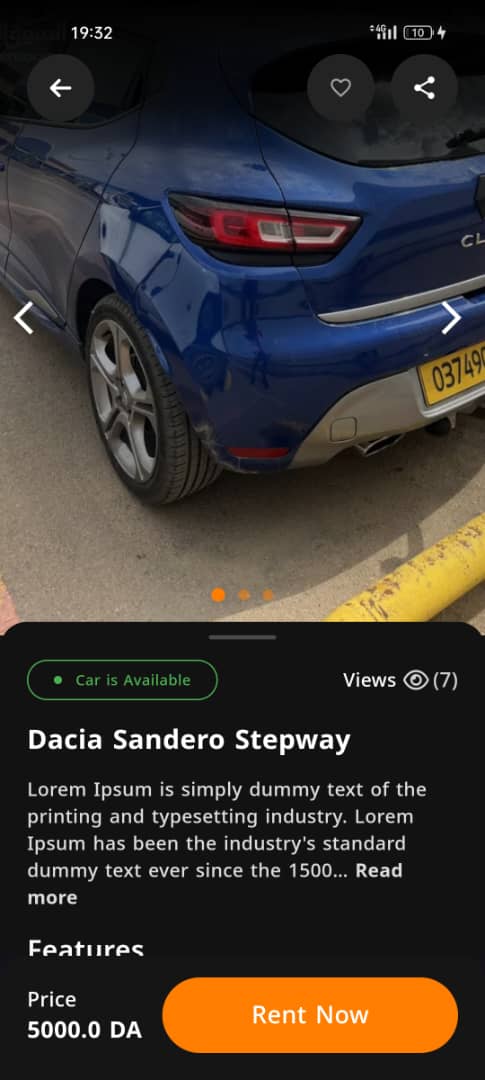 19:32
4G
10
CL
037490
Car is Available
Views (7)
Dacia Sandero Stepway
Lorem Ipsum is simply dummy text of the
printing and typesetting industry. Lorem
Ipsum has been the industry's standard
dummy text ever since the 1500... Read
more
Features
Price
5000.0 DA
Rent Now